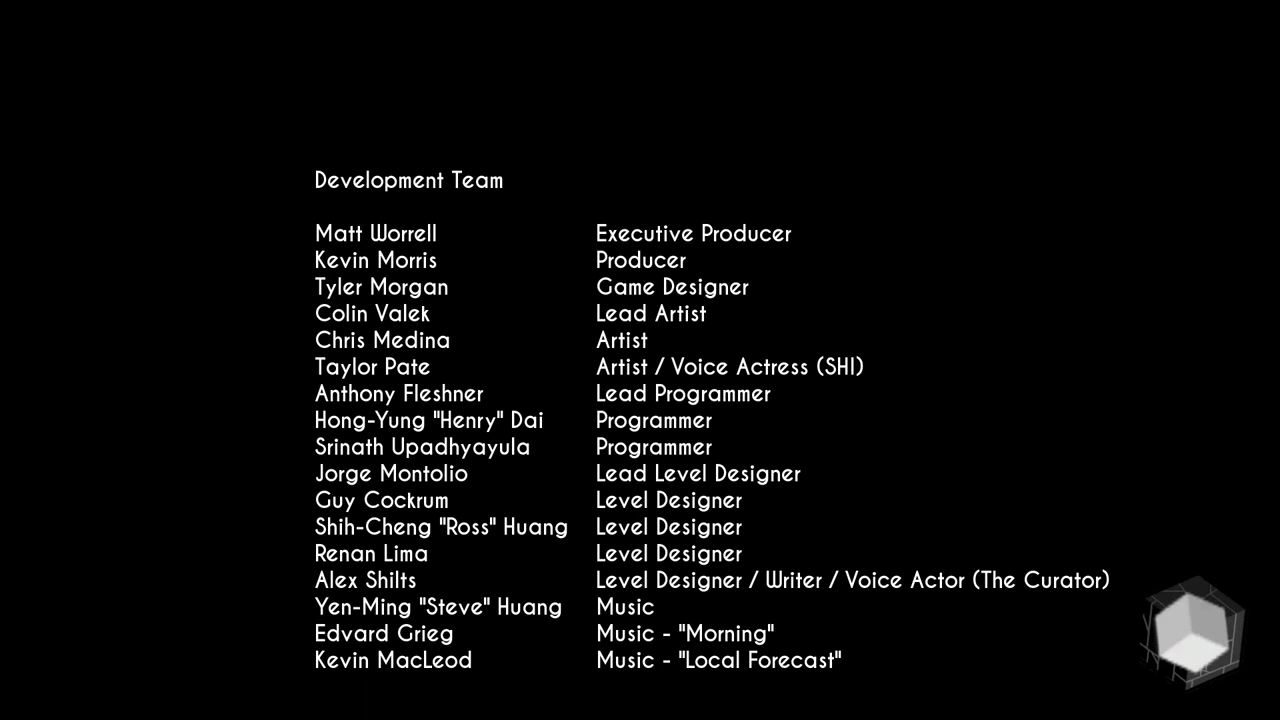 Development Team
Matt Worrell Executive Producer
Kevin Morris Producer
Tyler Morgan Game Designer
Colin Valek Lead Artist
Chris Medina Artist
Taylor Pate Artist / Voice Actress (SHI)
Anthony Fleshner Lead Programmer
Hong-Yung "Henry" Dai Programmer
Srinath Upadhyayula Programmer
Jorge Montolio Lead Level Designer
Guy Cockrum Level Designer
Shih-Cheng "Ross" Huang Level Designer
Renan Lima Level Designer
Alex Shilts Level Designer / Writer / Voice Actor (The Curator)
Yen-Ming "Steve" Huang Music
Edvard Grieg Music - "Morning"
Kevin MacLeod Music - "Local Forecast"